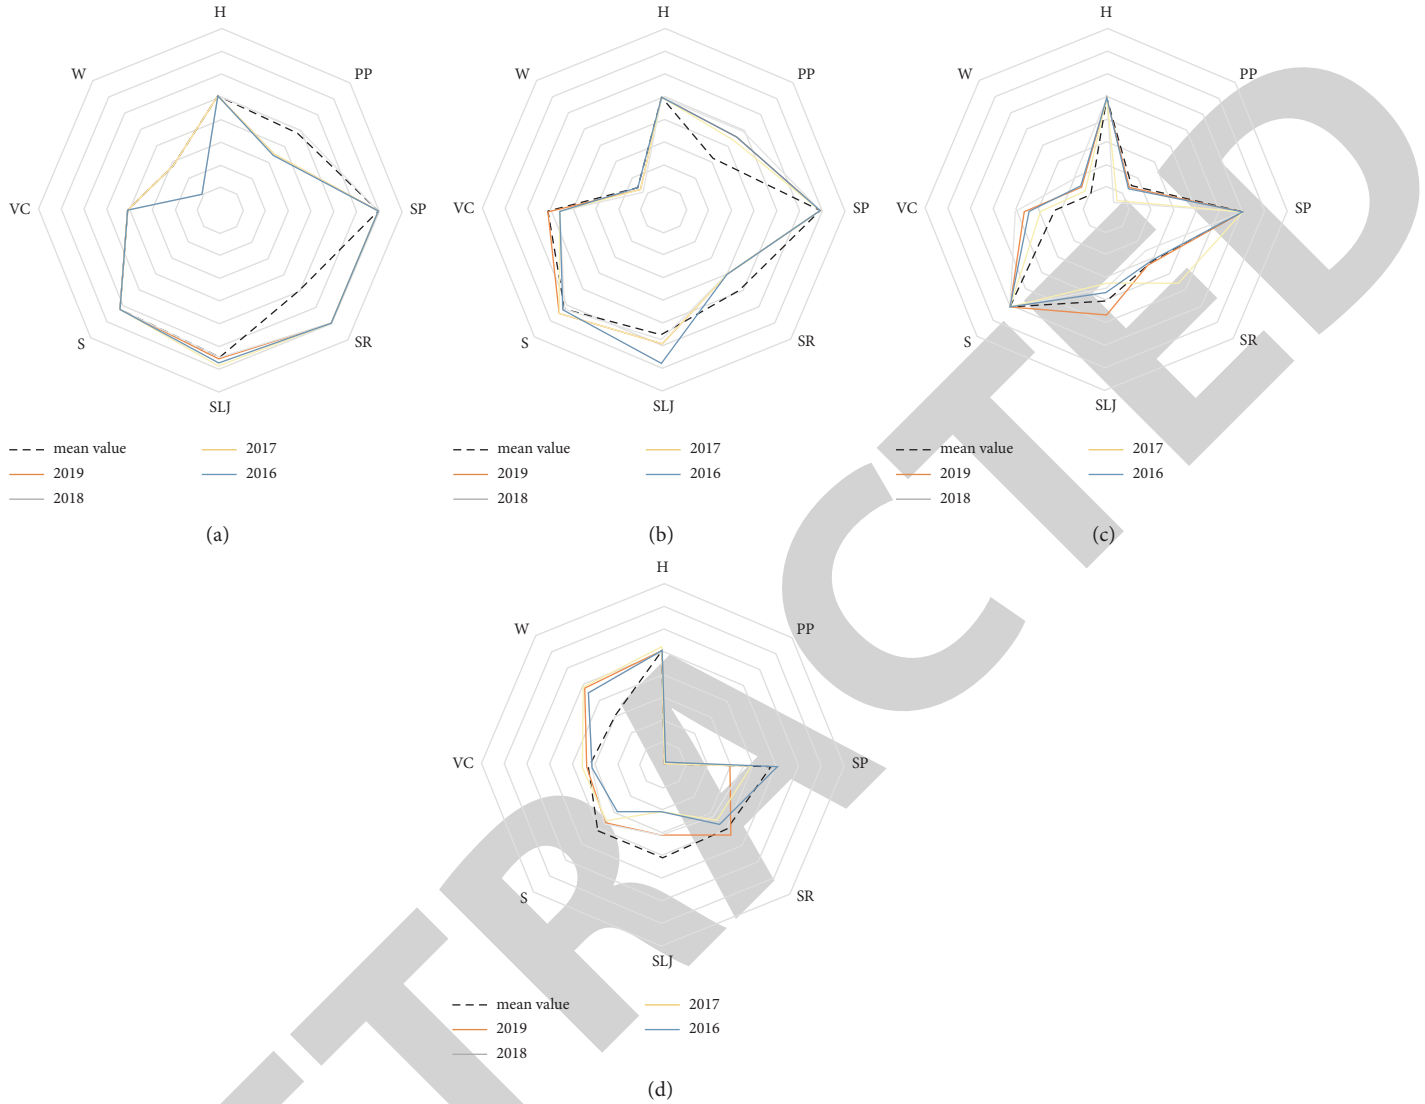 H
PP
SP
SR
SLJ
S
VC
W
mean value
2019
2018
2017
2016
(a)
H
PP
SP
SR
SLJ
S
VC
W
mean value
2019
2018
2017
2016
(b)
H
PP
SP
SR
SLJ
S
VC
W
mean value
2019
2018
2017
2016
(c)
H
PP
SP
SR
SLJ
S
VC
W
mean value
2019
2018
2017
2016
(d)
TRACTED